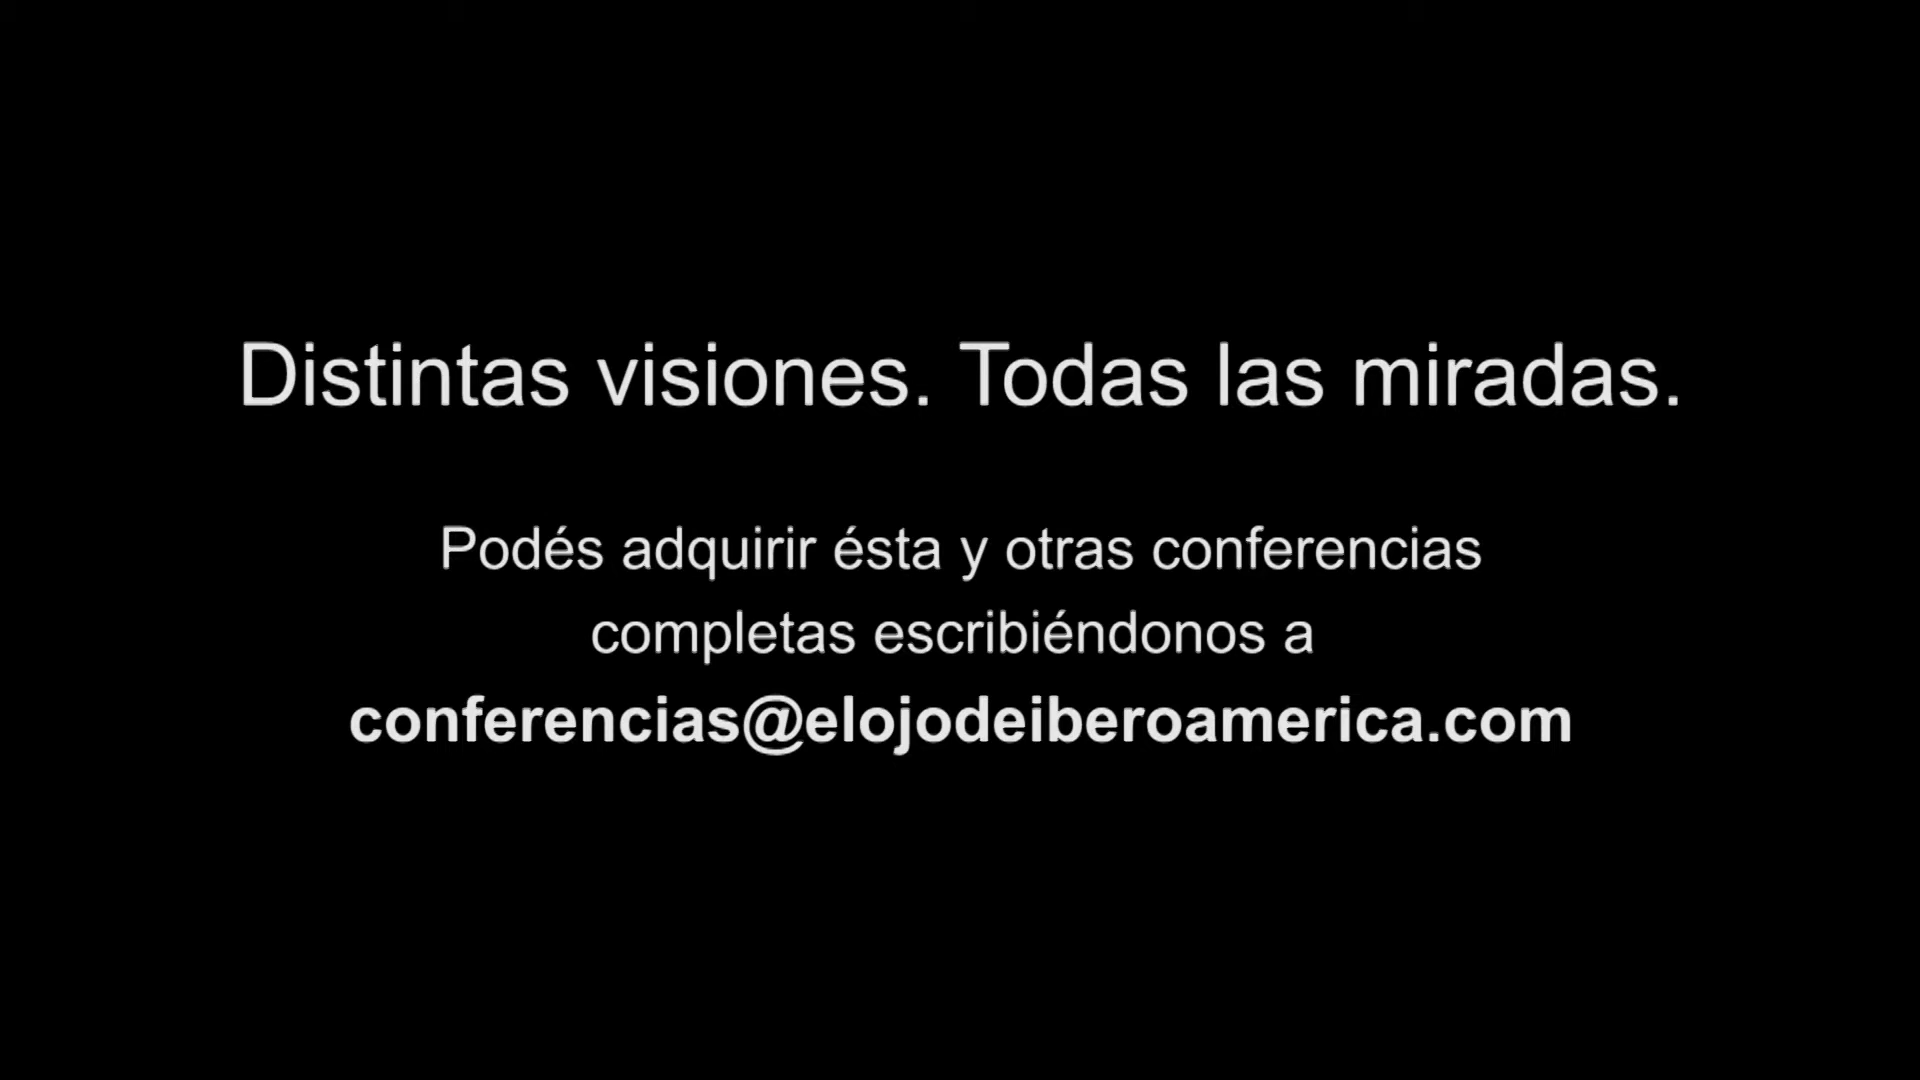 Distintas visiones. Todas las miradas.
Podés adquirir ésta y otras conferencias
completas escribiéndonos a
conferencias@elojodeiberoamerica.com